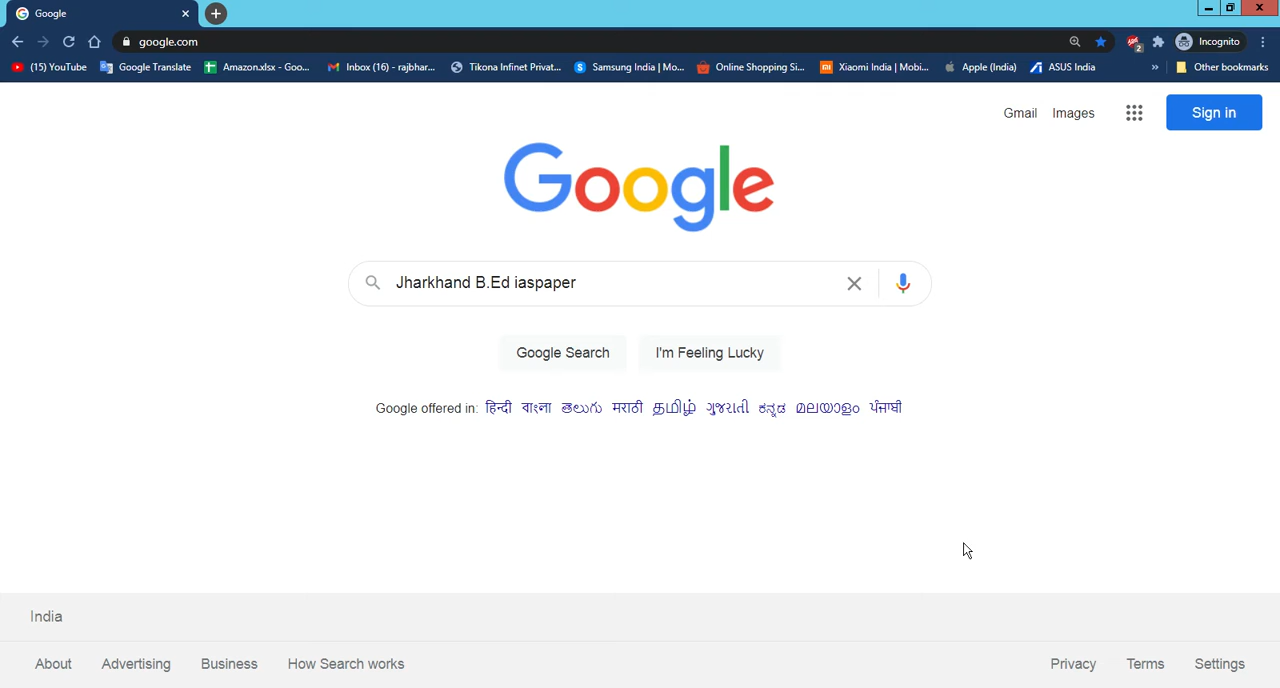 Google
google.com
Incognito
2
(15) YouTube Google Translate Amazon.xlsx - Goo... Inbox (16) - rajbhar... Tikona Infinet Privat... Samsung India | Mo... Online Shopping Si... Xiaomi India | Mobi... Apple (India) ASUS India » Other bookmarks
Gmail Images Sign in
Google
Jharkhand B.Ed iaspaper
Google Search I'm Feeling Lucky
Google offered in: हिन्दी বাংলা తెలుగు मराठी தமிழ் ગુજરાતી ಕನ್ನಡ മലയാളം ਪੰਜਾਬੀ
India
About Advertising Business How Search works Privacy Terms Settings